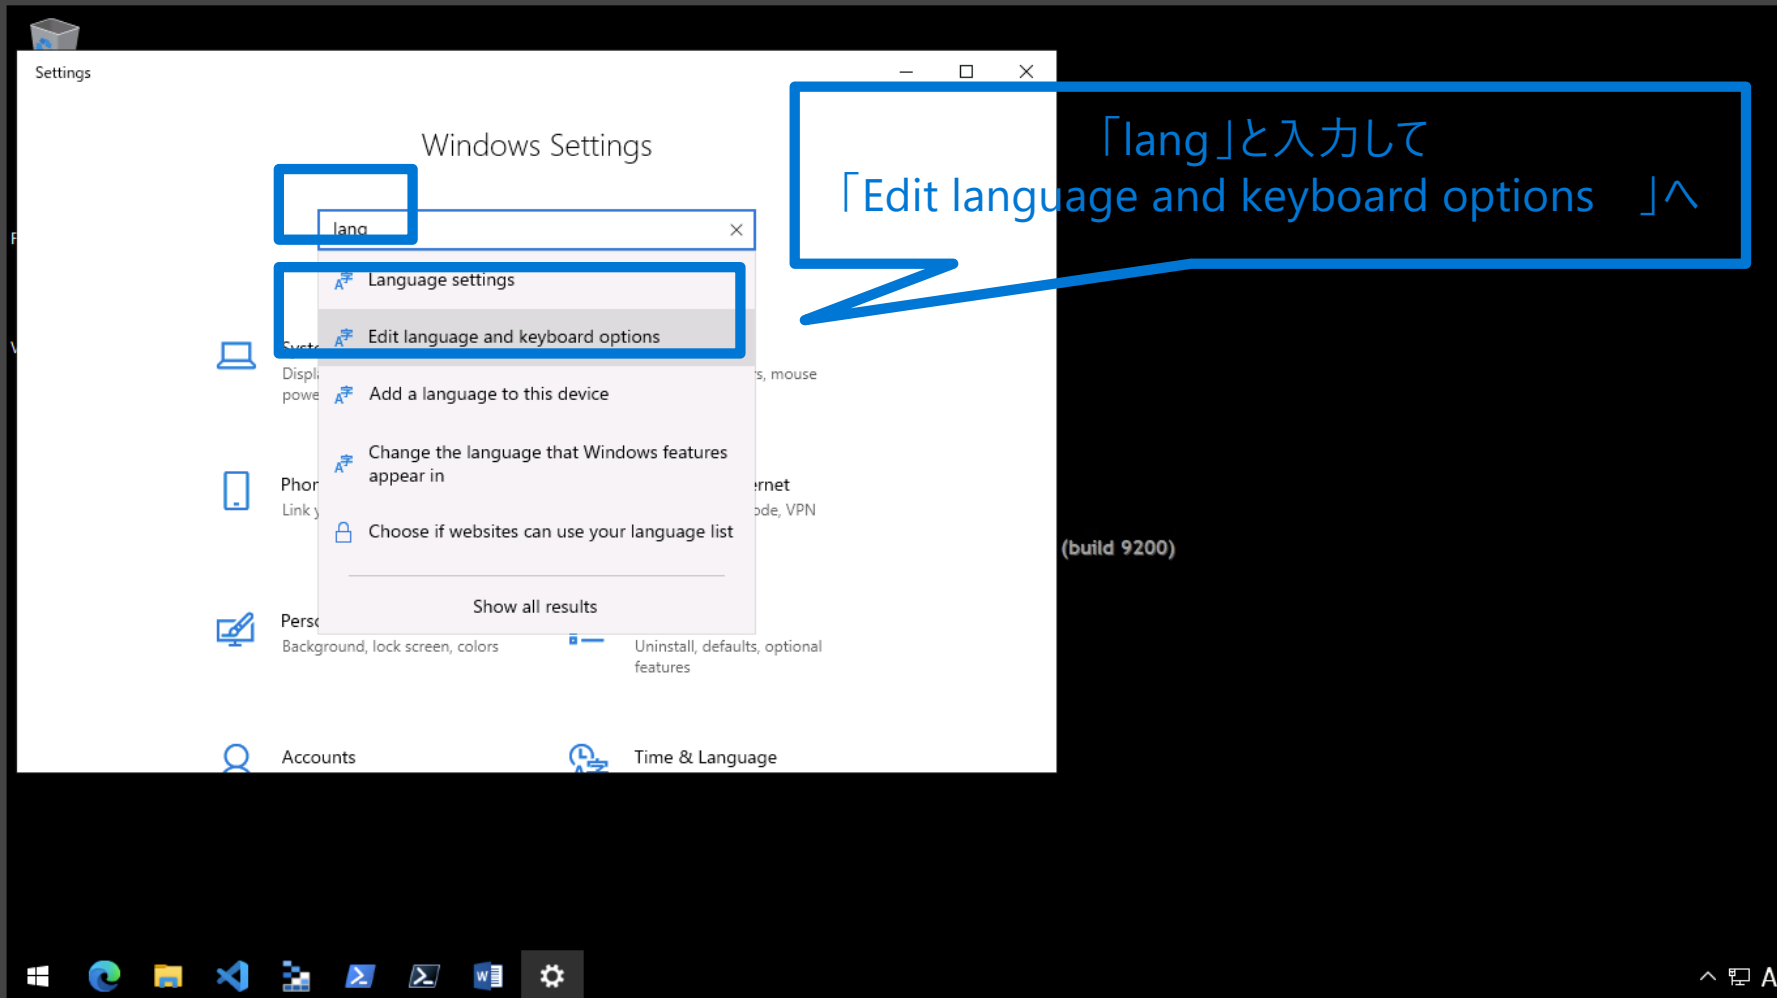 Settings
Windows Settings
「lang」と入力して
「Edit language and keyboard options　」へ
lang
Language settings
Edit language and keyboard options
Add a language to this device
Change the language that Windows features
appear in
Choose if websites can use your language list
Show all results
s, mouse
ode, VPN
Background, lock screen, colors
Uninstall, defaults, optional
features
Accounts
Time & Language
(build 9200)
A